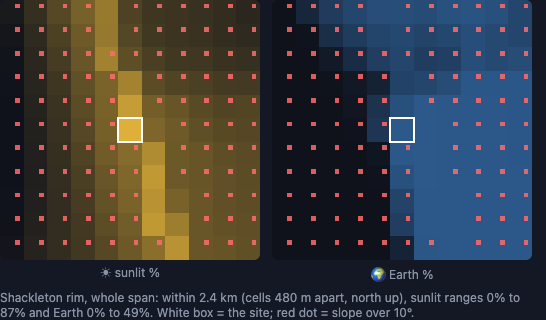 ☀ sunlit %
🌍 Earth %
Shackleton rim, whole span: within 2.4 km (cells 480 m apart, north up), sunlit ranges 0% to
87% and Earth 0% to 49%. White box = the site; red dot = slope over 10°.